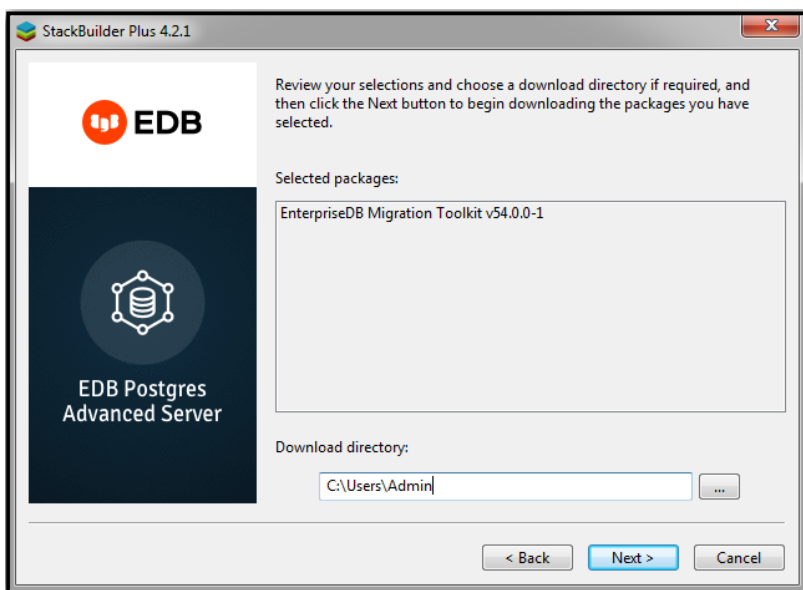 StackBuilder Plus 4.2.1
EDB
EDB Postgres
Advanced Server
Review your selections and choose a download directory if required, and
then click the Next button to begin downloading the packages you have
selected.
Selected packages:
EnterpriseDB Migration Toolkit v54.0.0-1
Download directory:
C:\Users\Admin
...
< Back
Next >
Cancel